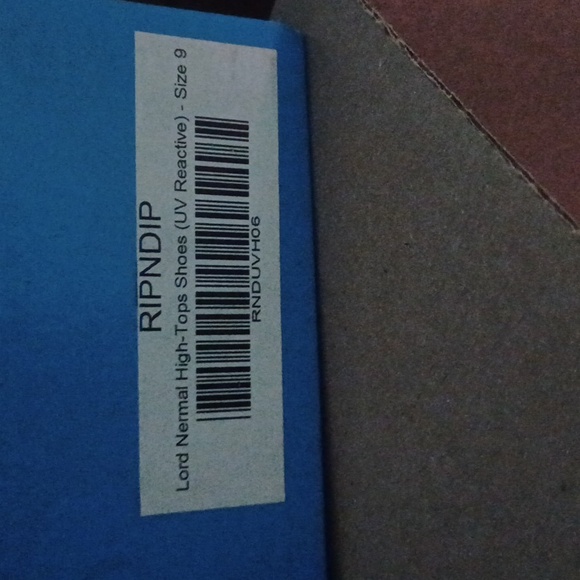 RIPNDIP
Lord Nermal High-Tops Shoes (UV Reactive) - Size 9
RNDUVH06